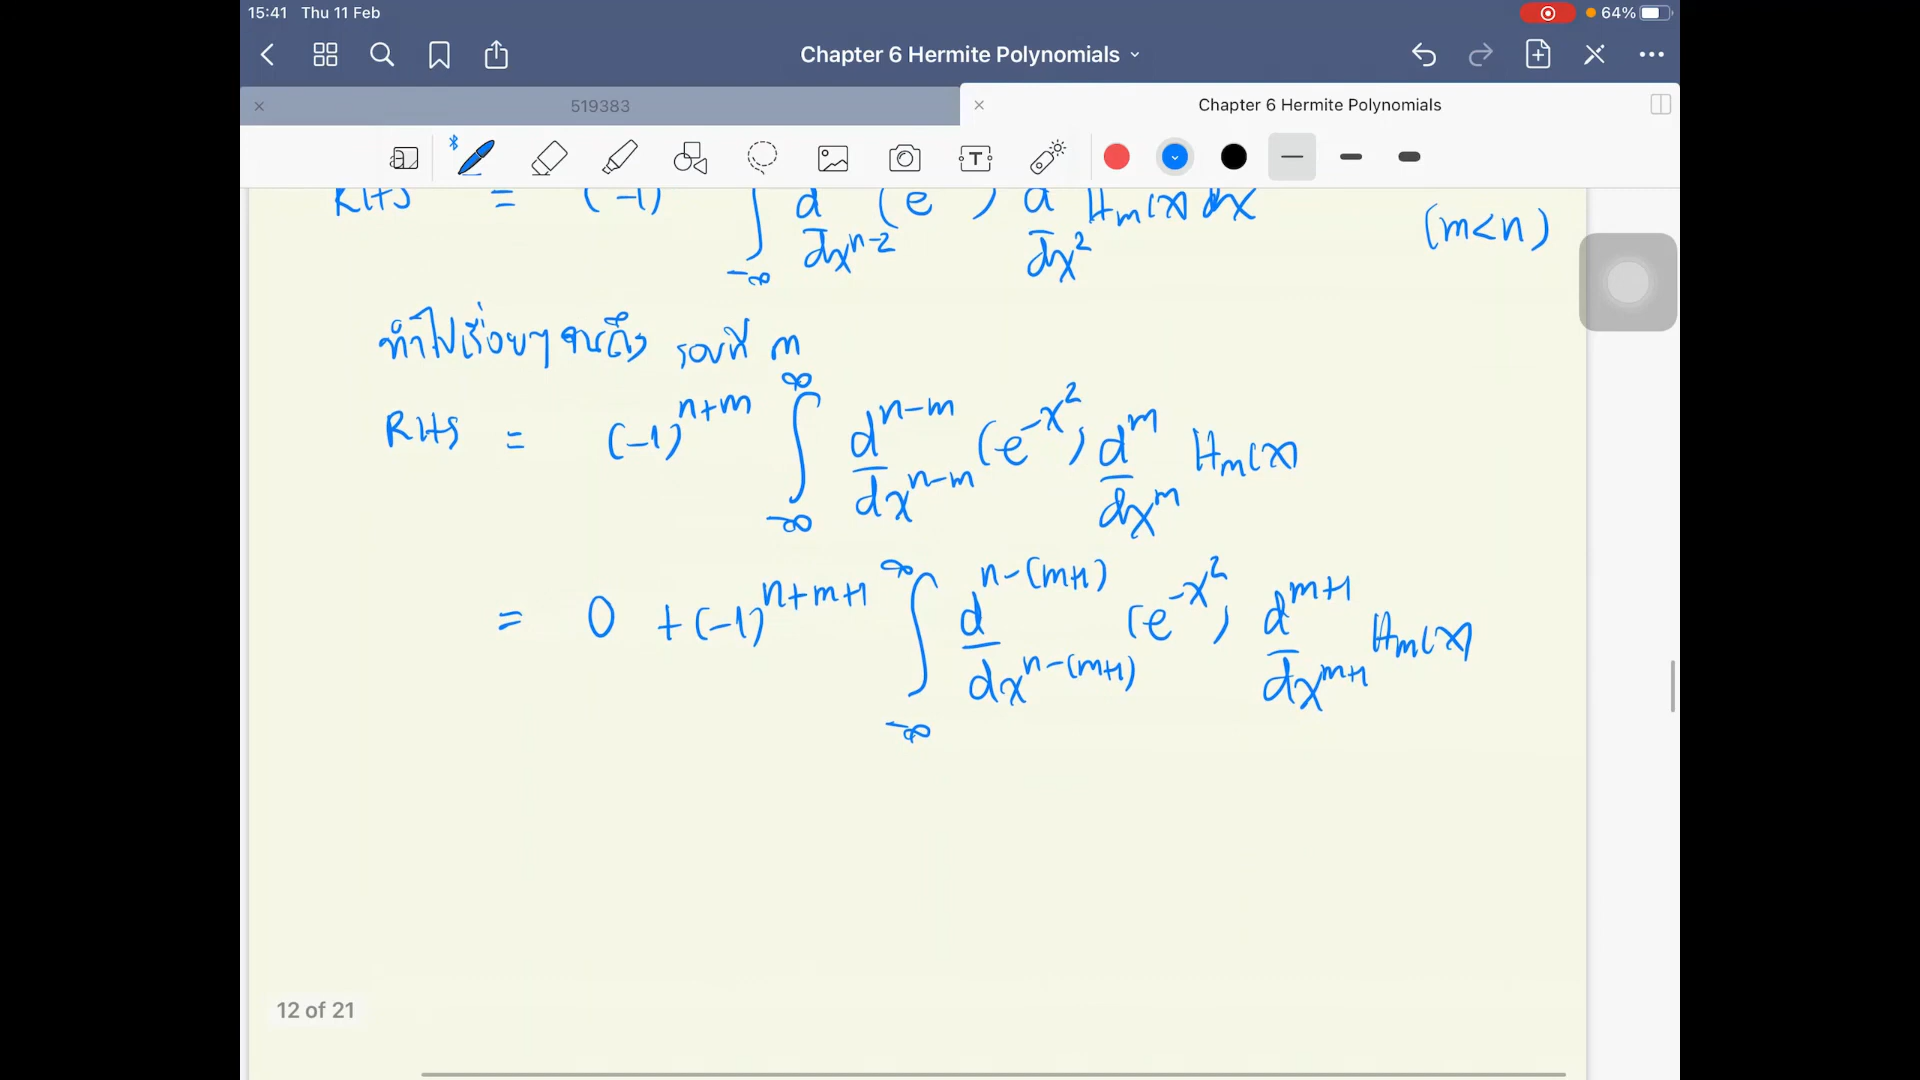 15:41 Thu 11 Feb 64%
Chapter 6 Hermite Polynomials
519383
Chapter 6 Hermite Polynomials
RHS = (-1) ∫_{-∞} d/dx^{n-2} (e ) d/dx^2 H_m(x) dx (m<n)
ทำไปเรื่อยๆ จนถึง รอบที่ m
RHS = (-1)^{n+m} ∫_{-∞}^{∞} d^{n-m}/dx^{n-m} (e^{-x^2}) d^m/dx^m H_m(x)
= 0 + (-1)^{n+m+1} ∫_{-∞}^{∞} d^{n-(m+1)}/dx^{n-(m+1)} (e^{-x^2}) d^{m+1}/dx^{m+1} H_m(x)
12 of 21